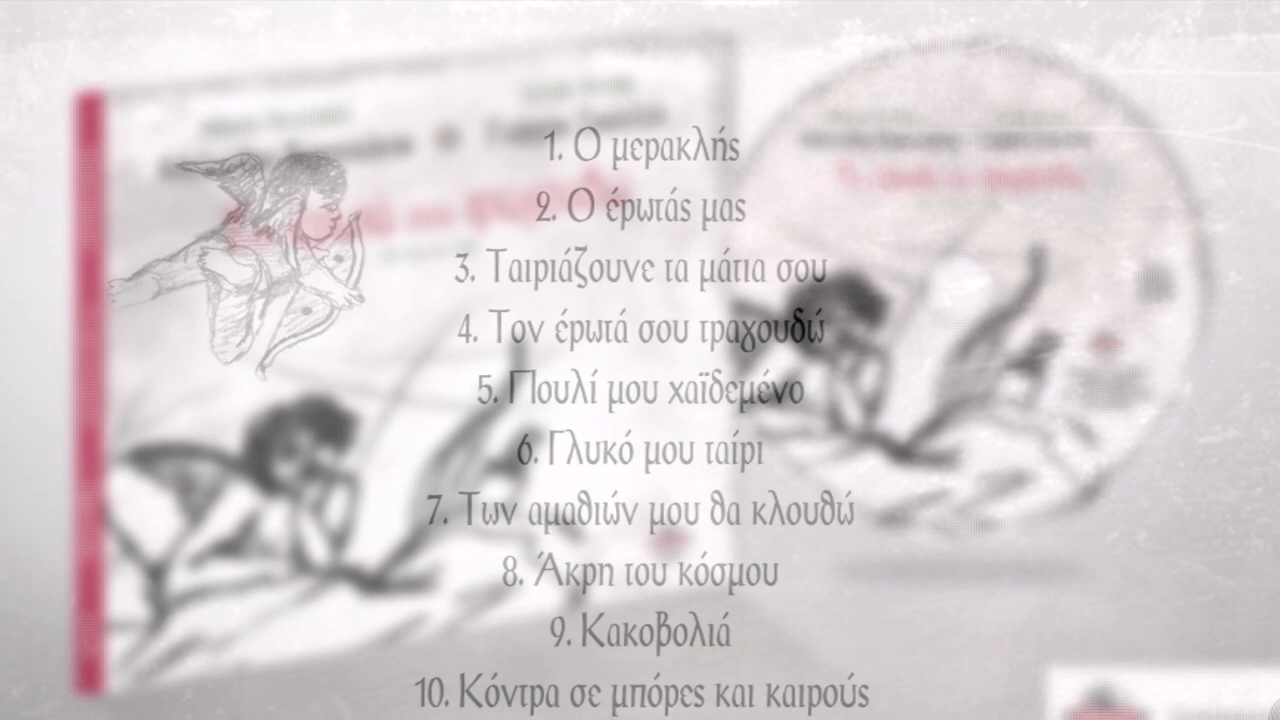 1. Ο μερακλής
2. Ο έρωτάς μας
3. Ταιριάζουνε τα μάτια σου
4. Τον έρωτά σου τραγουδώ
5. Πουλί μου χαϊδεμένο
6. Γλυκό μου ταίρι
7. Των αμαθιών μου θα κλουθώ
8. Άκρη του κόσμου
9. Κακοβολιά
10. Κόντρα σε μπόρες και καιρούς